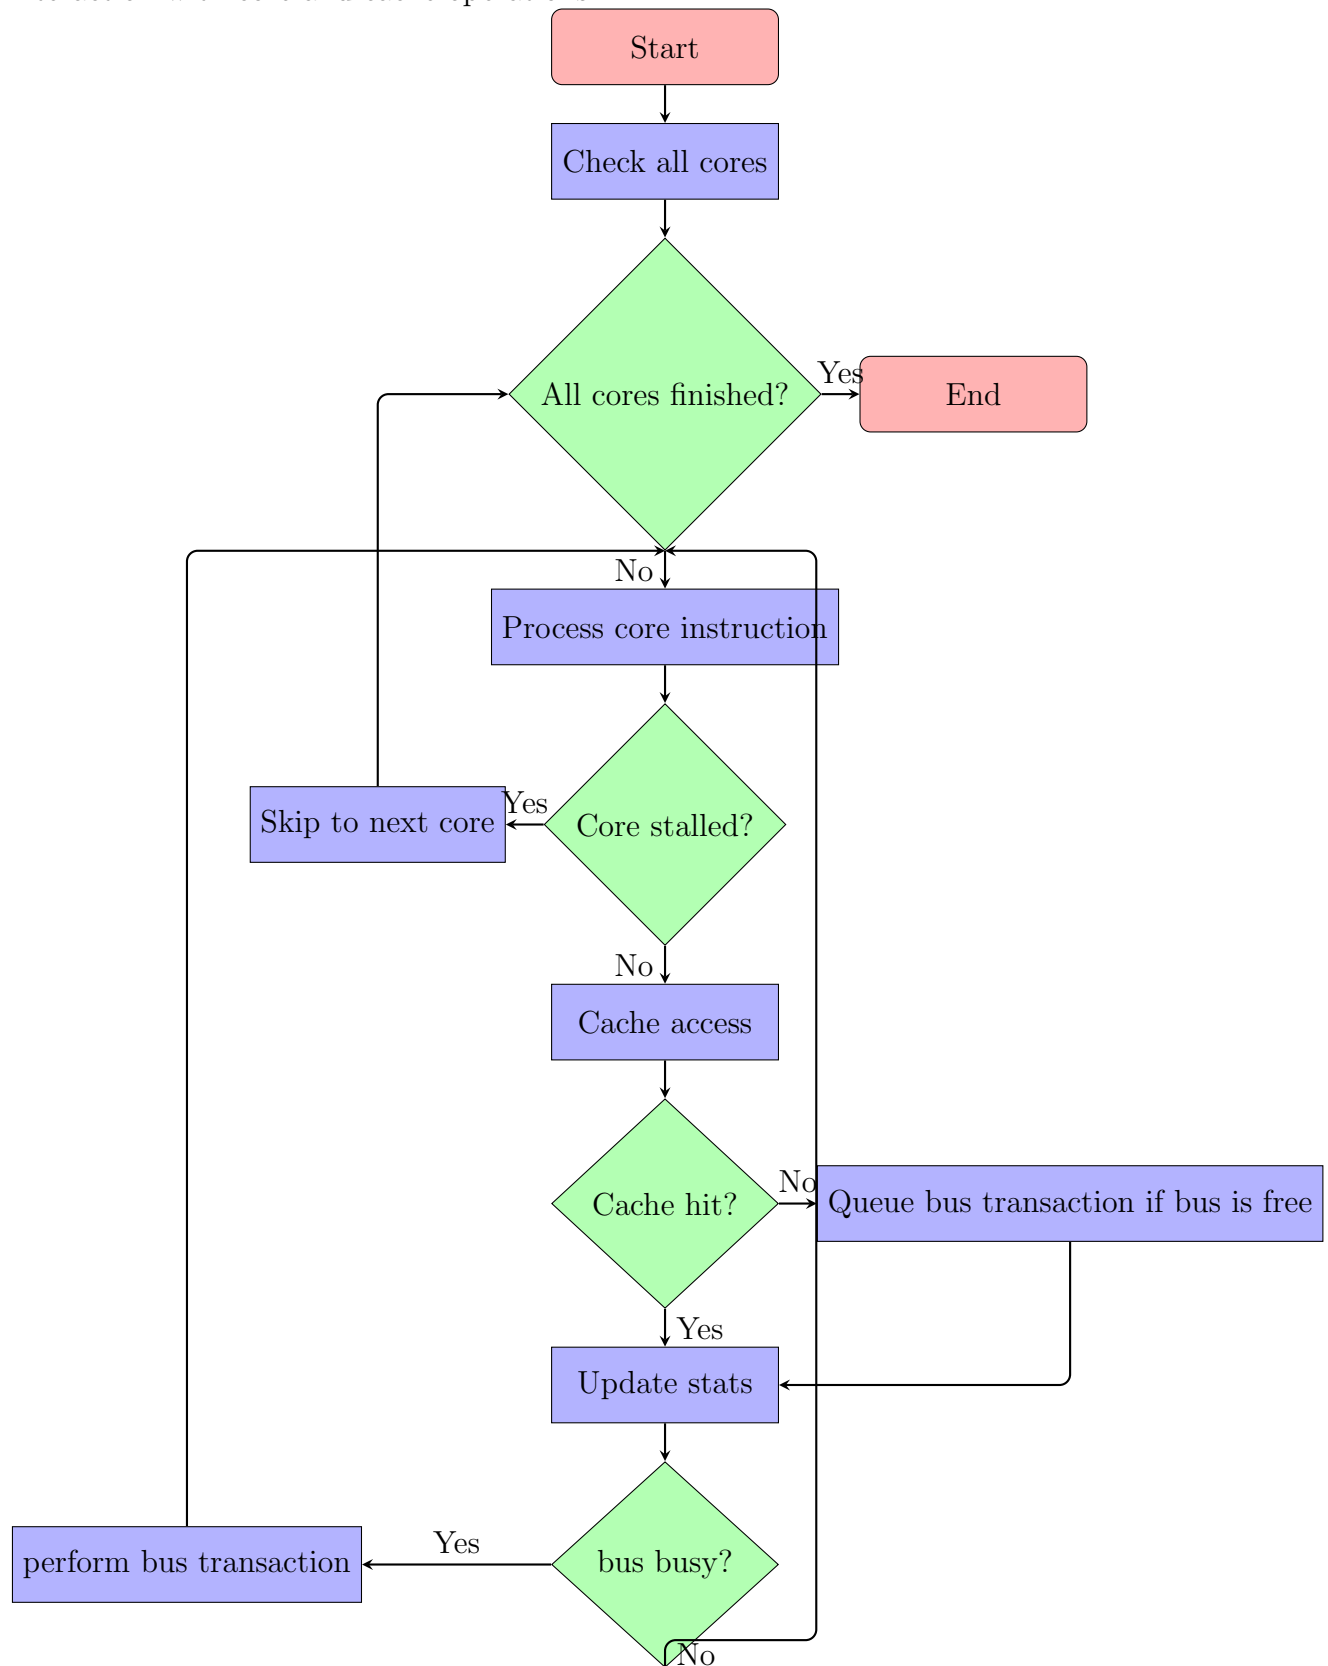 Start
Check all cores
All cores finished?
Yes
End
No
Process core instruction
Yes
Skip to next core
Core stalled?
No
Cache access
No
Cache hit?
Queue bus transaction if bus is free
Yes
Update stats
Yes
perform bus transaction
bus busy?
No